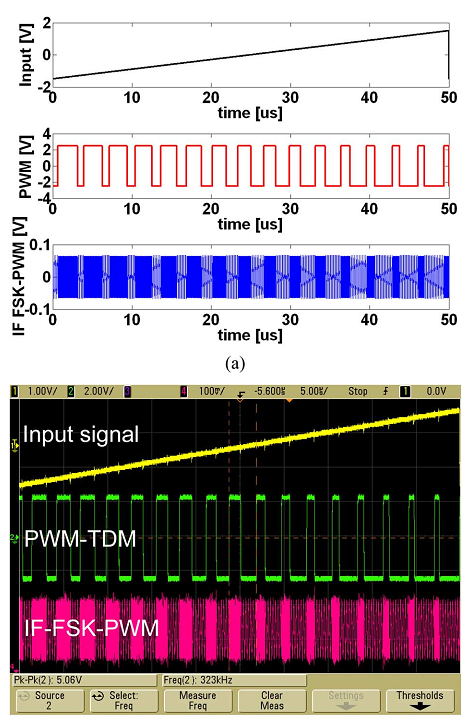 Input [V]
2
0
-2
0 10 20 30 40 50
time [us]
PWM [V]
4
2
0
-2
-4
0 10 20 30 40 50
time [us]
IF FSK-PWM [V]
0.1
0
-0.1
0 10 20 30 40 50
time [us]
(a)
1 1.00V/ 2 2.00V/ 3 4 100mV/ -5.600µs 5.00µs/ Stop 1 0.0V
Input signal
PWM-TDM
IF-FSK-PWM
Pk-Pk(2): 5.06V Freq(2): 323kHz
Source Select: Measure Clear Settings Thresholds
2 Freq Freq Meas